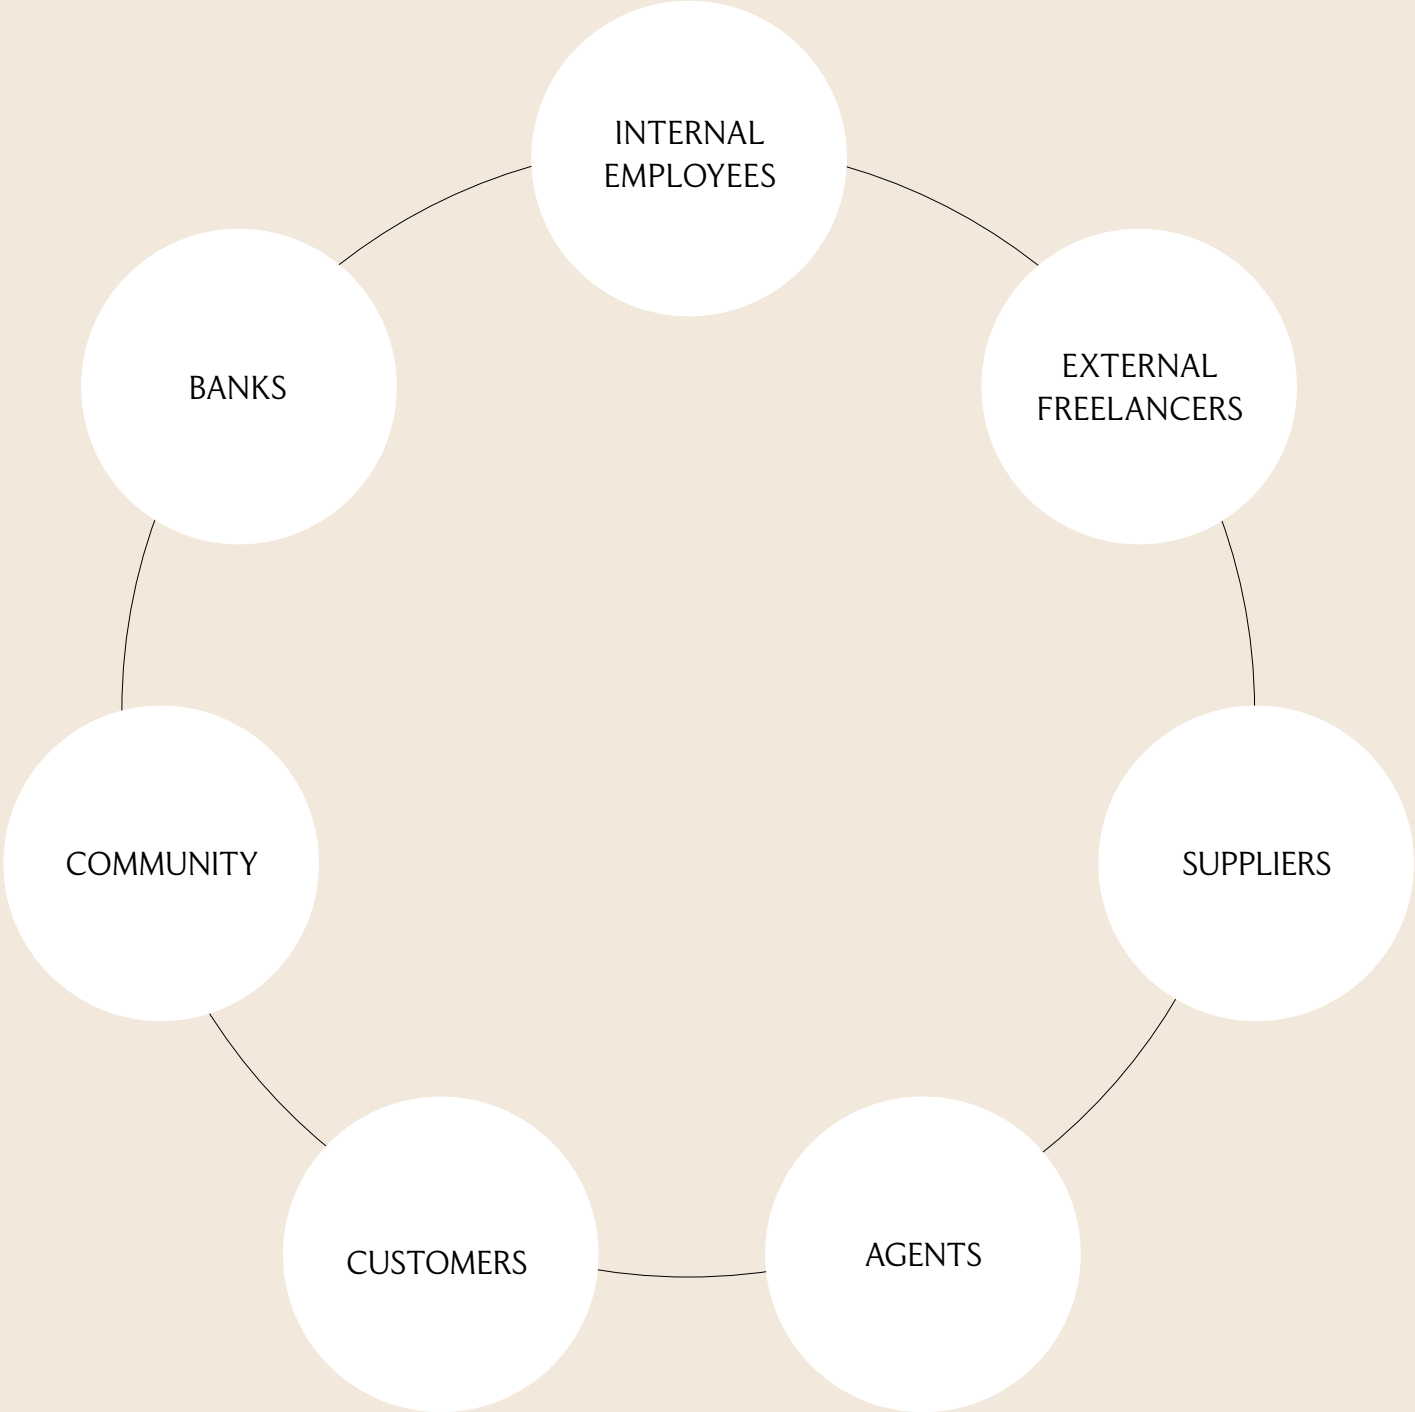 INTERNAL
EMPLOYEES
EXTERNAL
FREELANCERS
BANKS
COMMUNITY
SUPPLIERS
CUSTOMERS
AGENTS